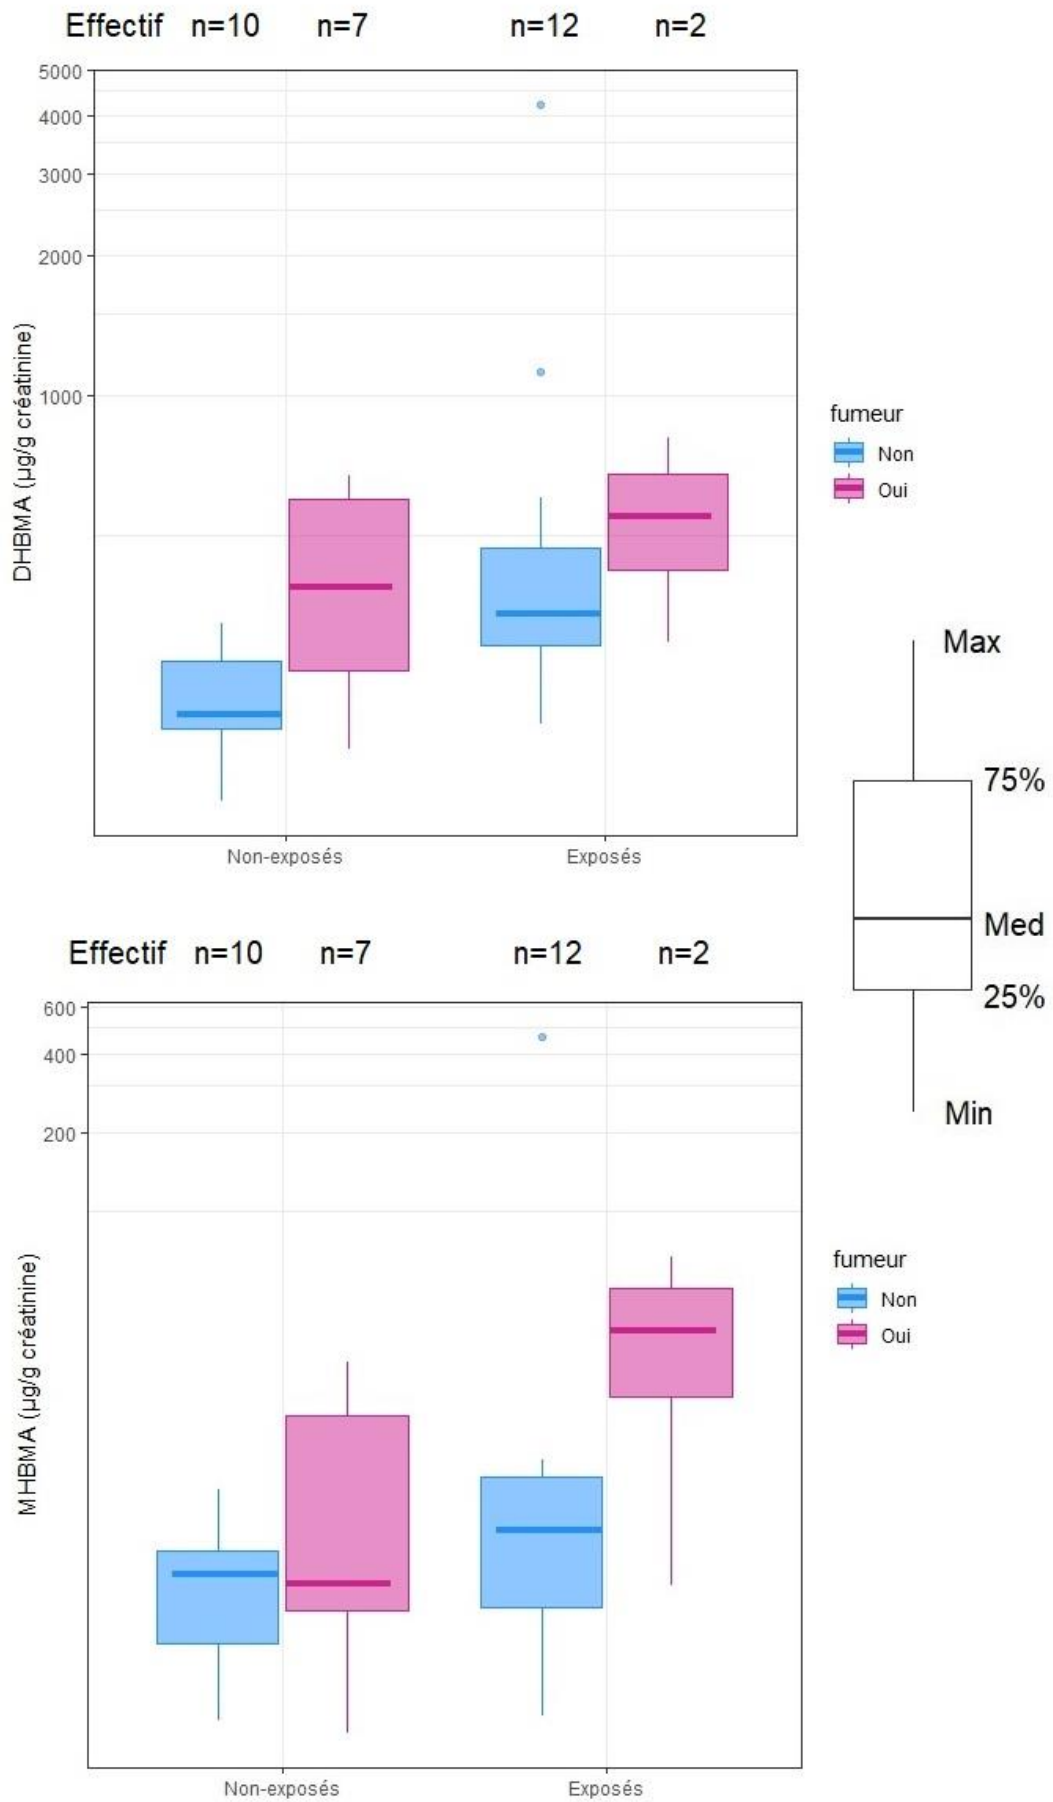 Effectif n=10 n=7 n=12 n=2
5000
4000
3000
2000
1000
DHBMA (µg/g créatinine)
Non-exposés Exposés
fumeur
Non
Oui
Max
75%
Med
25%
Min
Effectif n=10 n=7 n=12 n=2
600
400
200
MHBMA (µg/g créatinine)
Non-exposés Exposés
fumeur
Non
Oui